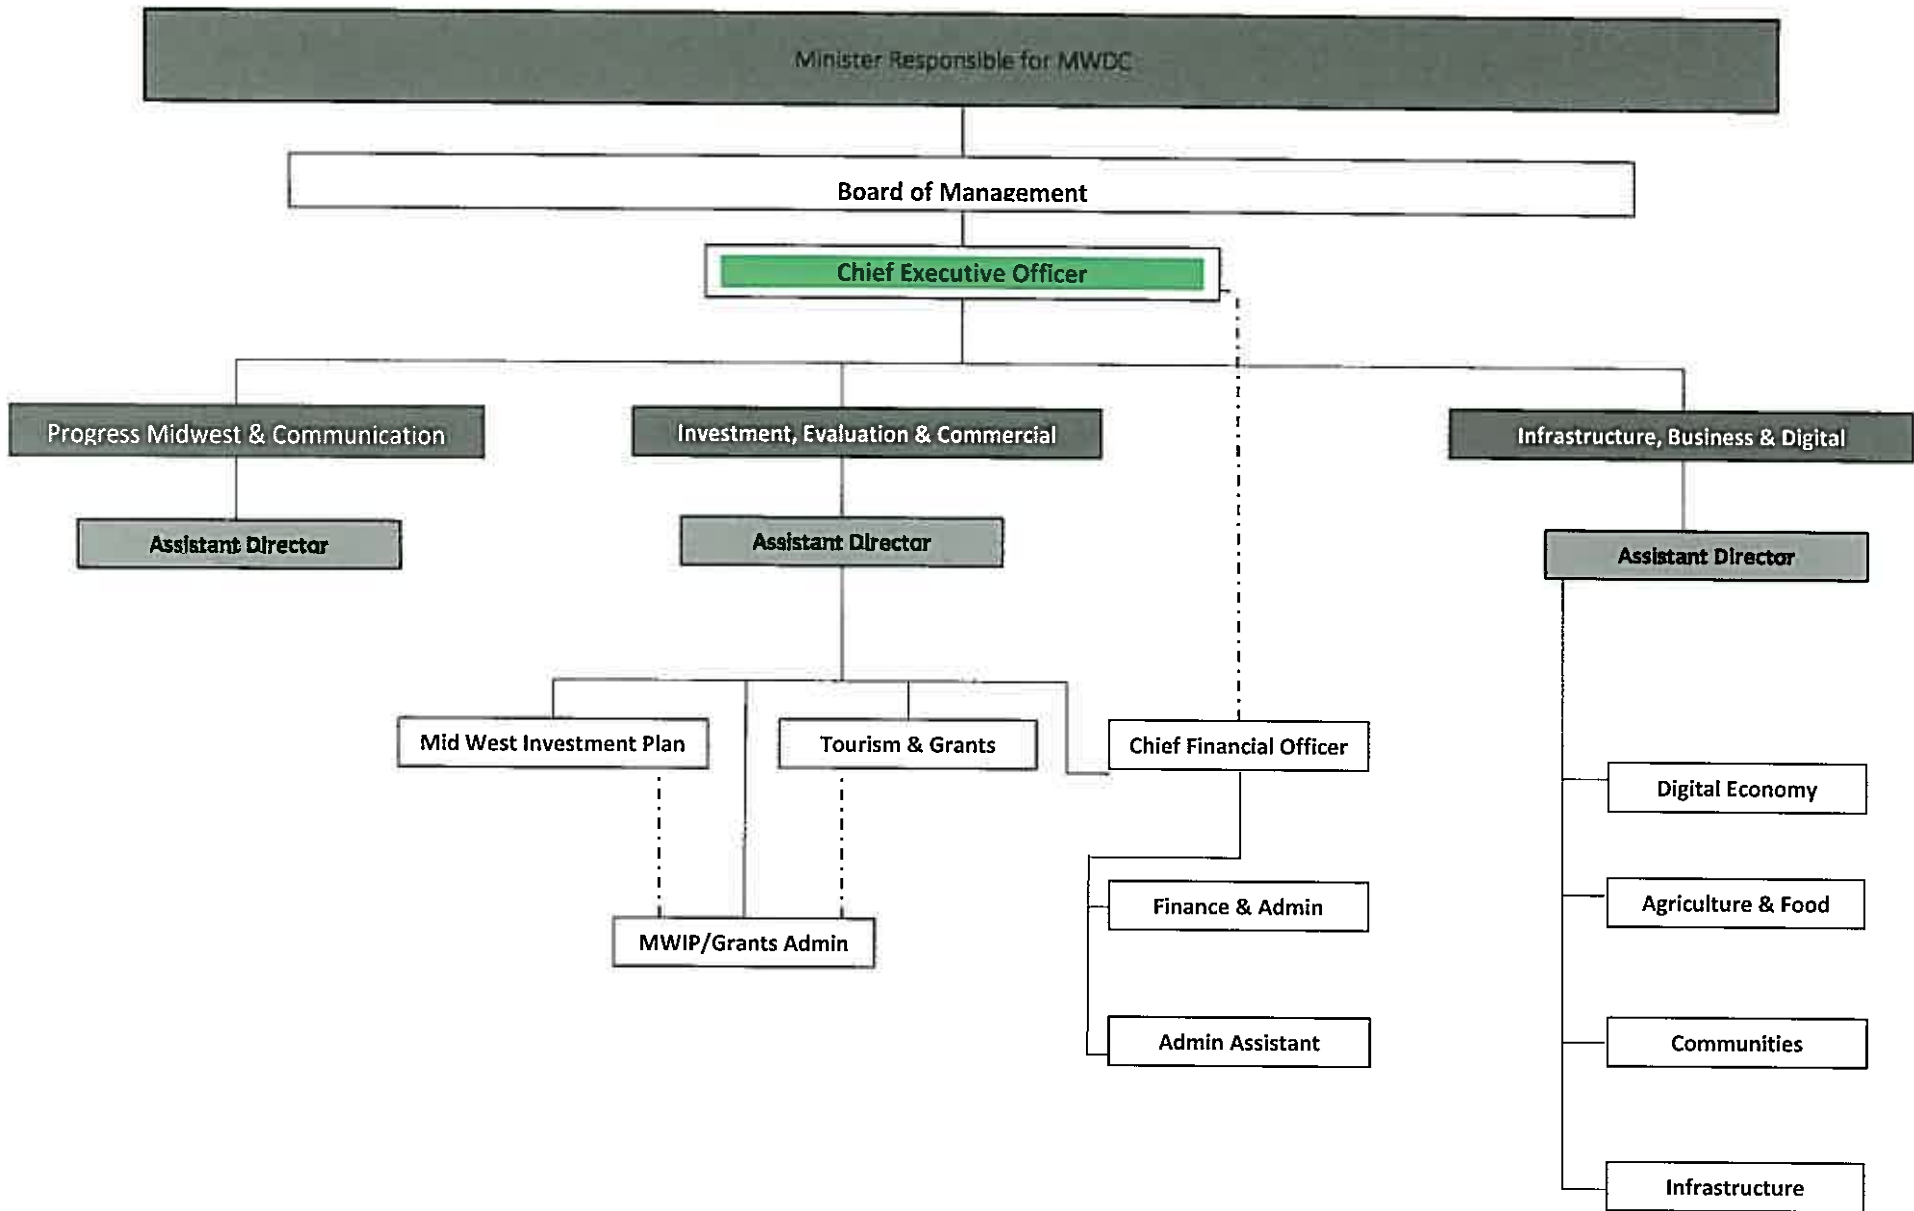 Minister Responsible for MWDC
Board of Management
Chief Executive Officer
Progress Midwest & Communication
Investment, Evaluation & Commercial
Infrastructure, Business & Digital
Assistant Director
Assistant Director
Assistant Director
Mid West Investment Plan
Tourism & Grants
Chief Financial Officer
Digital Economy
Finance & Admin
Agriculture & Food
MWIP/Grants Admin
Admin Assistant
Communities
Infrastructure